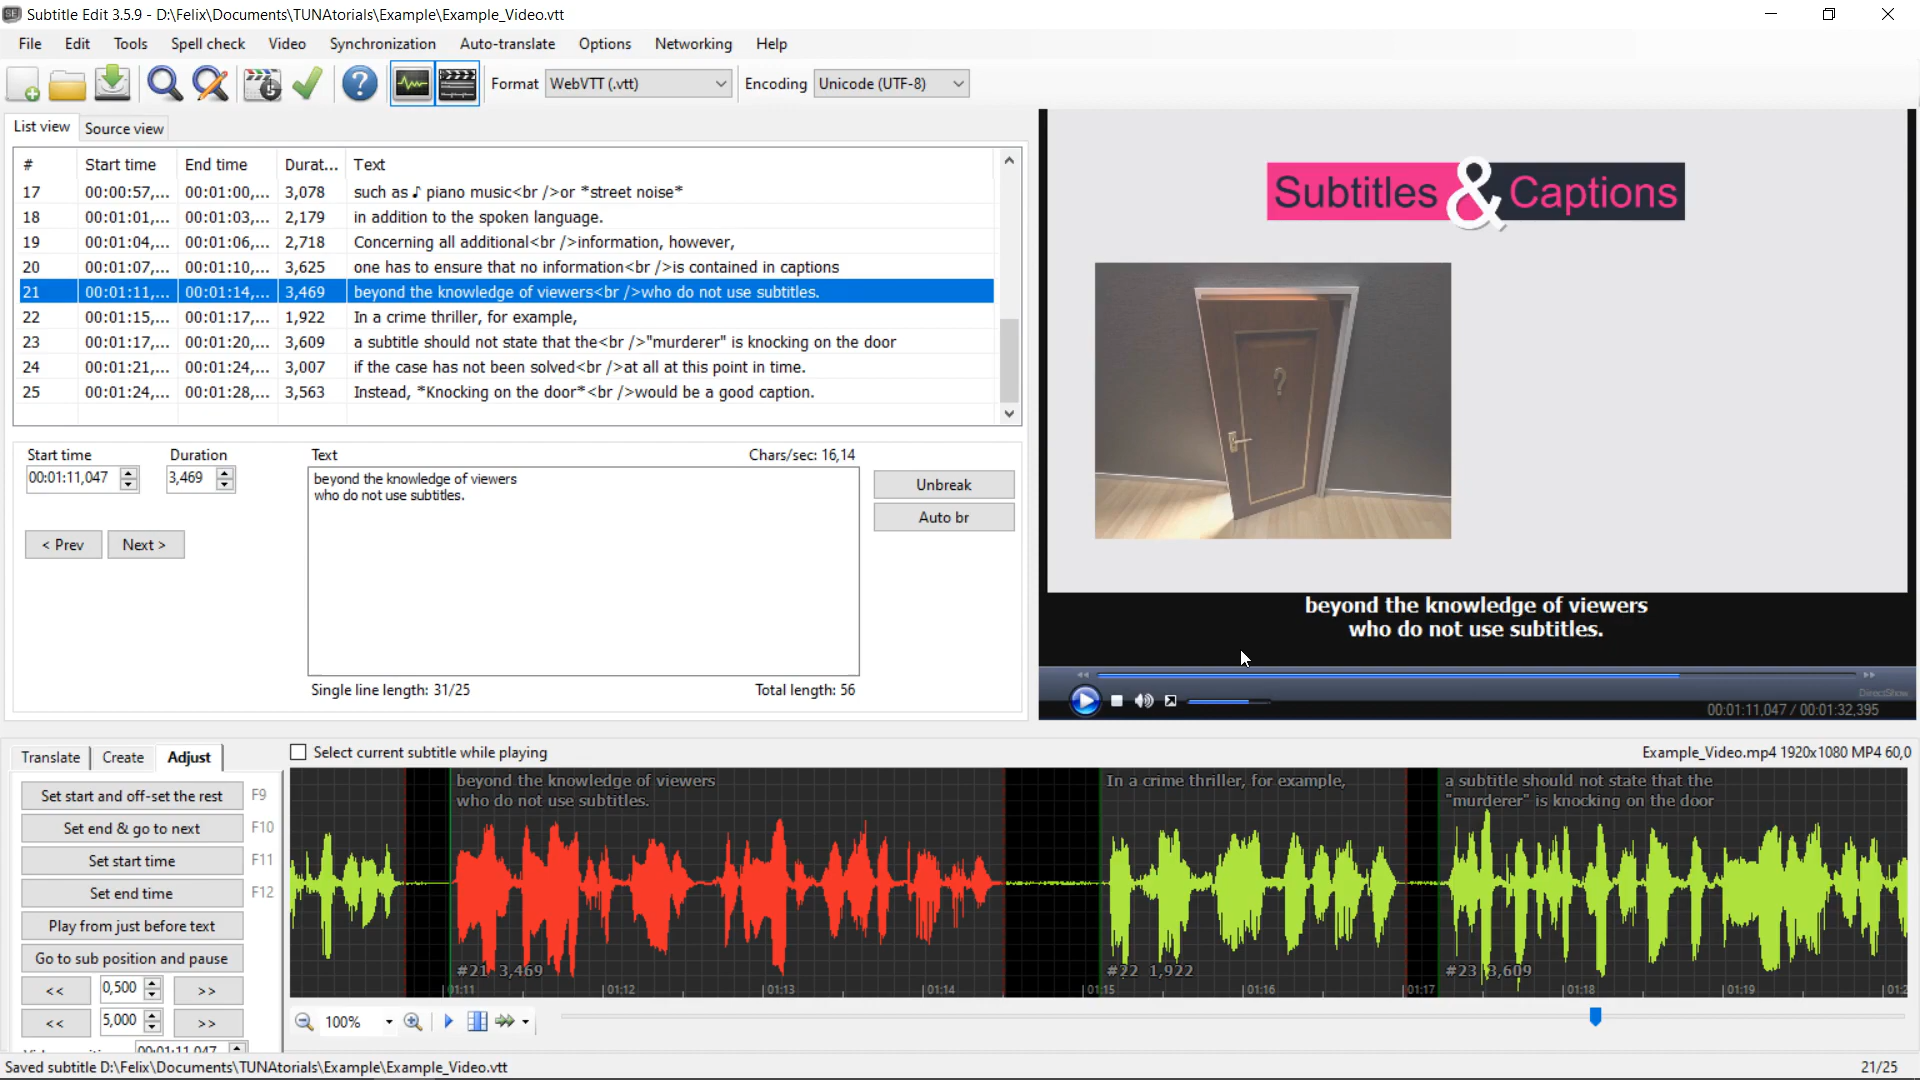 Subtitle Edit 3.5.9 - D:\Felix\Documents\TUNAtorials\Example\Example_Video.vtt
File Edit Tools Spell check Video Synchronization Auto-translate Options Networking Help
Format WebVTT (.vtt) Encoding Unicode (UTF-8)
List view Source view
# Start time End time Durat... Text
17 00:00:57,... 00:01:00,... 3,078 such as ♪ piano music<br />or *street noise*
18 00:01:01,... 00:01:03,... 2,179 in addition to the spoken language.
19 00:01:04,... 00:01:06,... 2,718 Concerning all additional<br />information, however,
20 00:01:07,... 00:01:10,... 3,625 one has to ensure that no information<br />is contained in captions
21 00:01:11,... 00:01:14,... 3,469 beyond the knowledge of viewers<br />who do not use subtitles.
22 00:01:15,... 00:01:17,... 1,922 In a crime thriller, for example,
23 00:01:17,... 00:01:20,... 3,609 a subtitle should not state that the<br />"murderer" is knocking on the door
24 00:01:21,... 00:01:24,... 3,007 if the case has not been solved<br />at all at this point in time.
25 00:01:24,... 00:01:28,... 3,563 Instead, *Knocking on the door*<br />would be a good caption.
Start time Duration Text Chars/sec: 16,14
00:01:11,047 3,469
beyond the knowledge of viewers
who do not use subtitles.
Unbreak
Auto br
< Prev Next >
Single line length: 31/25 Total length: 56
Subtitles & Captions
?
beyond the knowledge of viewers
who do not use subtitles.
DirectShow
00:01:11,047 / 00:01:32,395
Translate Create Adjust
Select current subtitle while playing
Example_Video.mp4 1920x1080 MP4 60,0
Set start and off-set the rest F9
Set end & go to next F10
Set start time F11
Set end time F12
Play from just before text
Go to sub position and pause
<< 0,500 >>
<< 5,000 >>
00:01:11,047
beyond the knowledge of viewers
who do not use subtitles.
In a crime thriller, for example,
a subtitle should not state that the
"murderer" is knocking on the door
#21 3,469
#22 1,922
#23 3,609
01:11 01:12 01:13 01:14 01:15 01:16 01:17 01:18 01:19
100%
Saved subtitle D:\Felix\Documents\TUNAtorials\Example\Example_Video.vtt
21/25